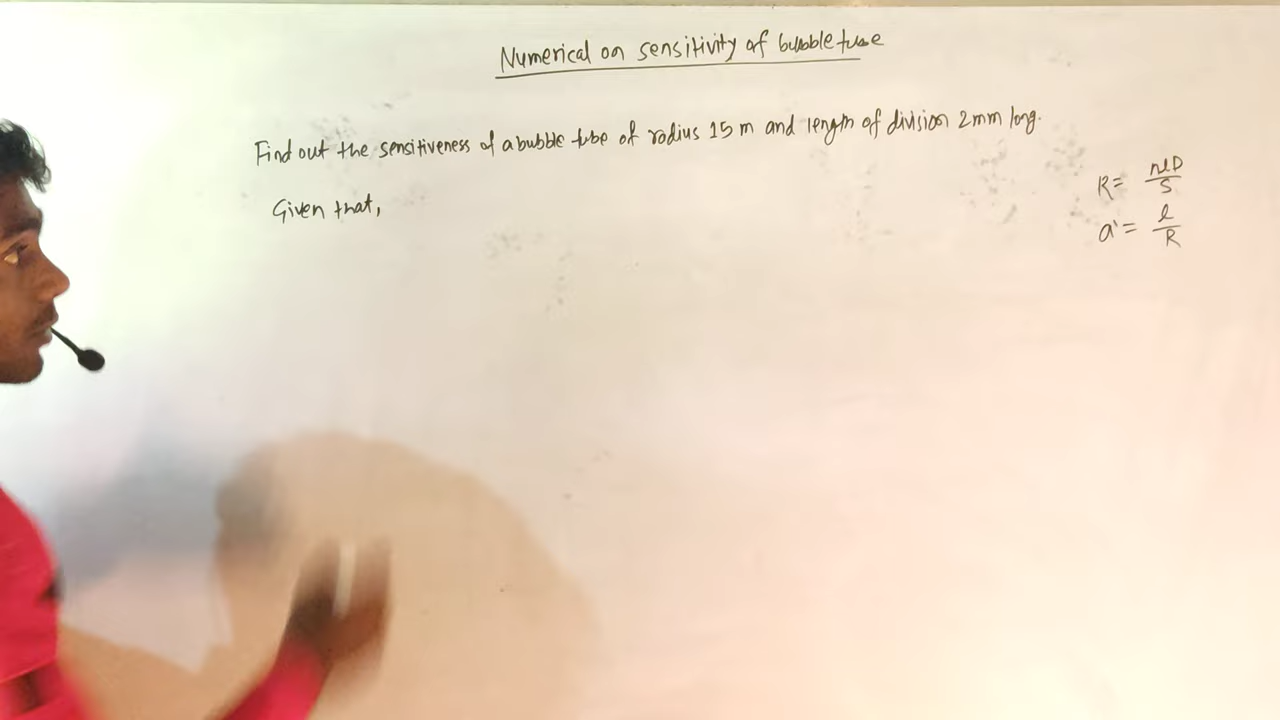 Numerical on sensitivity of bubble tube
Find out the sensitiveness of a bubble tube of radius 15 m and length of division 2mm long.
Given that,
R = nlD/S
α' = l/R